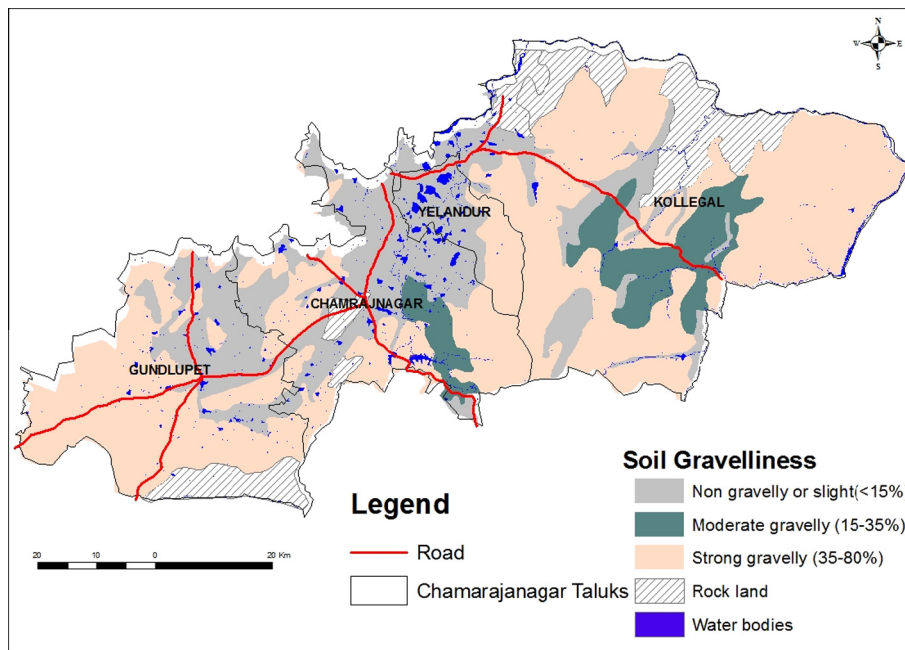 N
W E
S
YELANDUR
KOLLEGAL
CHAMRAJNAGAR
GUNDLUPET
Soil Gravelliness
Non gravelly or slight(<15%)
Moderate gravelly (15-35%)
Strong gravelly (35-80%)
Rock land
Water bodies
Legend
Road
Chamarajanagar Taluks
20 10 0 20 Km